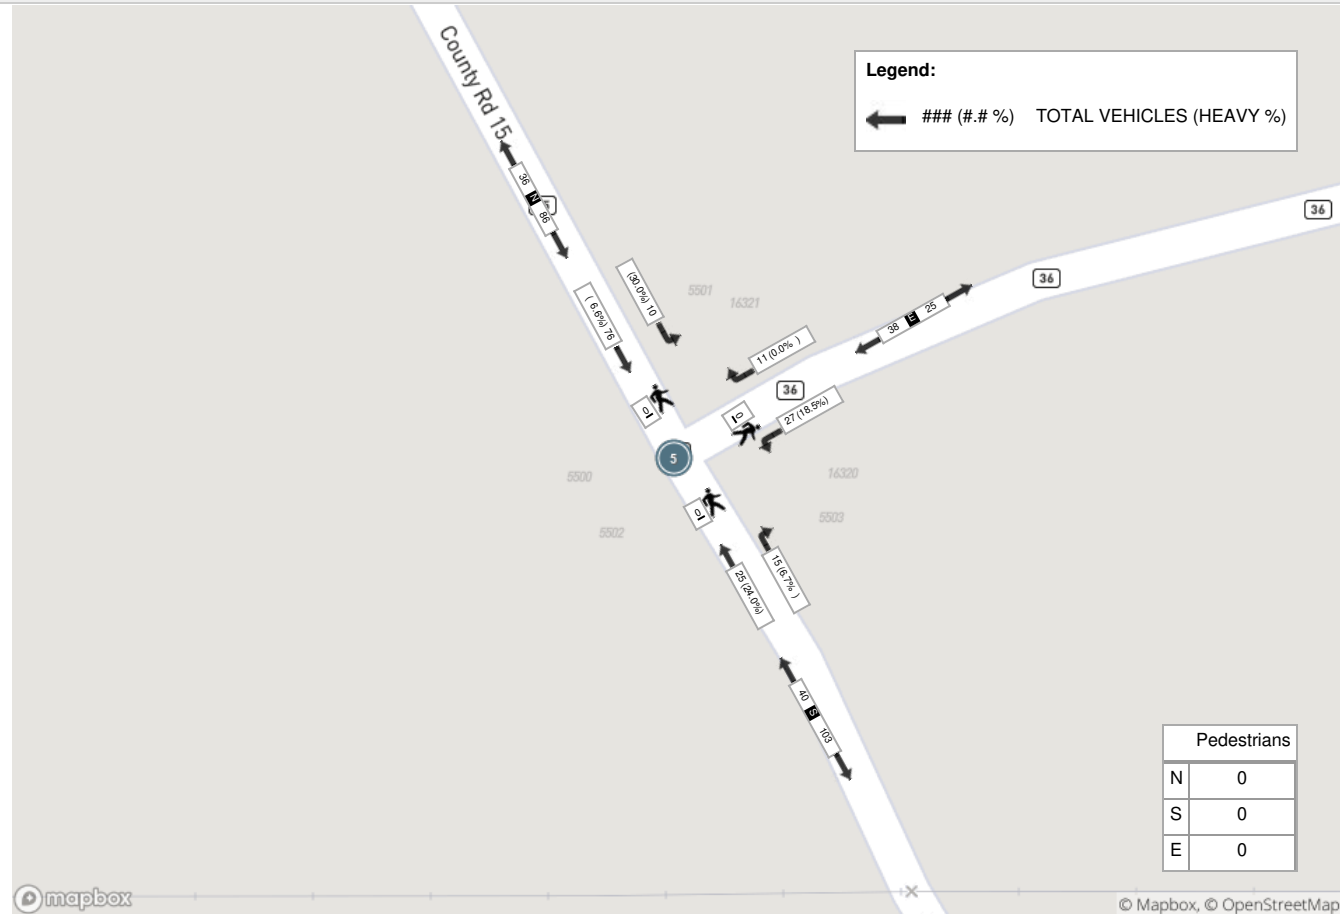 County Rd 15
Legend:
### (#.# %) TOTAL VEHICLES (HEAVY %)
36 N 86
36
36
(30.0%) 10
5501
16321
38 E 25
( 6.6%) 76
11 (0.0% )
36
27 (18.5%)
0
0
5
5500
16320
0
5503
5502
25 (24.0%)
15 (6.7% )
40 S 103
Pedestrians
N 0
S 0
E 0
mapbox
© Mapbox, © OpenStreetMap